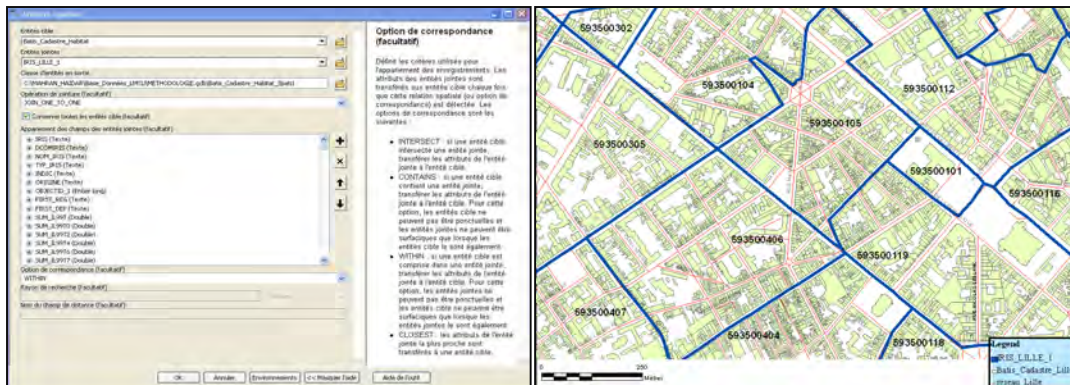 Entités cible
Batis_Cadastre_Habitat
Entités jointes
IRIS_LILLE_1
Classe d'entités en sortie
Opération de jointure (facultatif)
JOIN_ONE_TO_ONE
Conserver toutes les entités cible (facultatif)
Appariement des champs des entités jointes (facultatif)
IRIS (Texte)
DCOMIRIS (Texte)
NOM_IRIS (Texte)
TYP_IRIS (Texte)
INDIC (Texte)
ORIGINE (Texte)
OBJECTID_1 (Entier long)
FIRST_REG (Texte)
FIRST_DEP (Texte)
Option de correspondance (facultatif)
WITHIN
Rayon de recherche (facultatif)
Nom du champ de distance (facultatif)
OK
Annuler
Environnements
<< Masquer l'aide
Aide de l'outil
Option de correspondance
(facultatif)
Définit les critères utilisés pour
l'appariement des enregistrements. Les
attributs des entités jointes sont
transférés aux entités cible chaque fois
que cette relation spatiale (ou option de
correspondance) est détectée. Les
options de correspondance sont les
suivantes :
INTERSECT : si une entité cible
intersecte une entité jointe,
transférer les attributs de l'entité
jointe à l'entité cible.
CONTAINS : si une entité cible
contient une entité jointe,
transférer les attributs de l'entité
jointe à l'entité cible. Pour cette
option, les entités cible ne
peuvent pas être ponctuelles et
les entités jointes ne peuvent être
surfaciques que lorsque les
entités cible le sont également
WITHIN : si une entité cible est
comprise dans une entité jointe,
transférer les attributs de l'entité
jointe à l'entité cible. Pour cette
option, les entités jointes ne
peuvent pas être ponctuelles et
les entités cible ne peuvent être
surfaciques que lorsque les
entités jointes le sont également
CLOSEST : les attributs de l'entité
jointe la plus proche sont
transférés à une entité cible.
593500302
593500104
593500112
593500105
593500305
593500101
593500116
593500406
593500119
593500407
593500404
593500118
0
250
Mètres
Legend
IRIS_LILLE_1
Batis_Cadastre_Lill